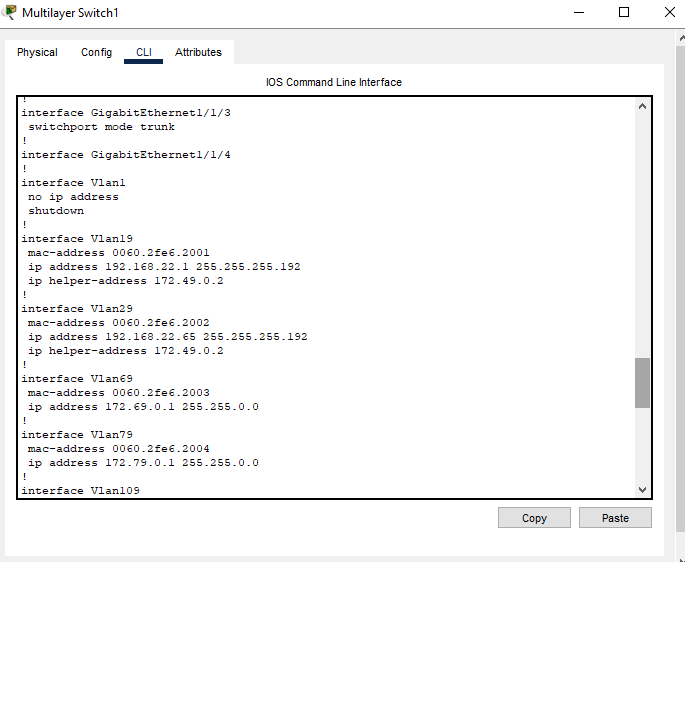 Multilayer Switch1
Physical Config CLI Attributes
IOS Command Line Interface
!
interface GigabitEthernet1/1/3
switchport mode trunk
!
interface GigabitEthernet1/1/4
!
interface Vlan1
no ip address
shutdown
!
interface Vlan19
mac-address 0060.2fe6.2001
ip address 192.168.22.1 255.255.255.192
ip helper-address 172.49.0.2
!
interface Vlan29
mac-address 0060.2fe6.2002
ip address 192.168.22.65 255.255.255.192
ip helper-address 172.49.0.2
!
interface Vlan69
mac-address 0060.2fe6.2003
ip address 172.69.0.1 255.255.0.0
!
interface Vlan79
mac-address 0060.2fe6.2004
ip address 172.79.0.1 255.255.0.0
!
interface Vlan109
Copy Paste